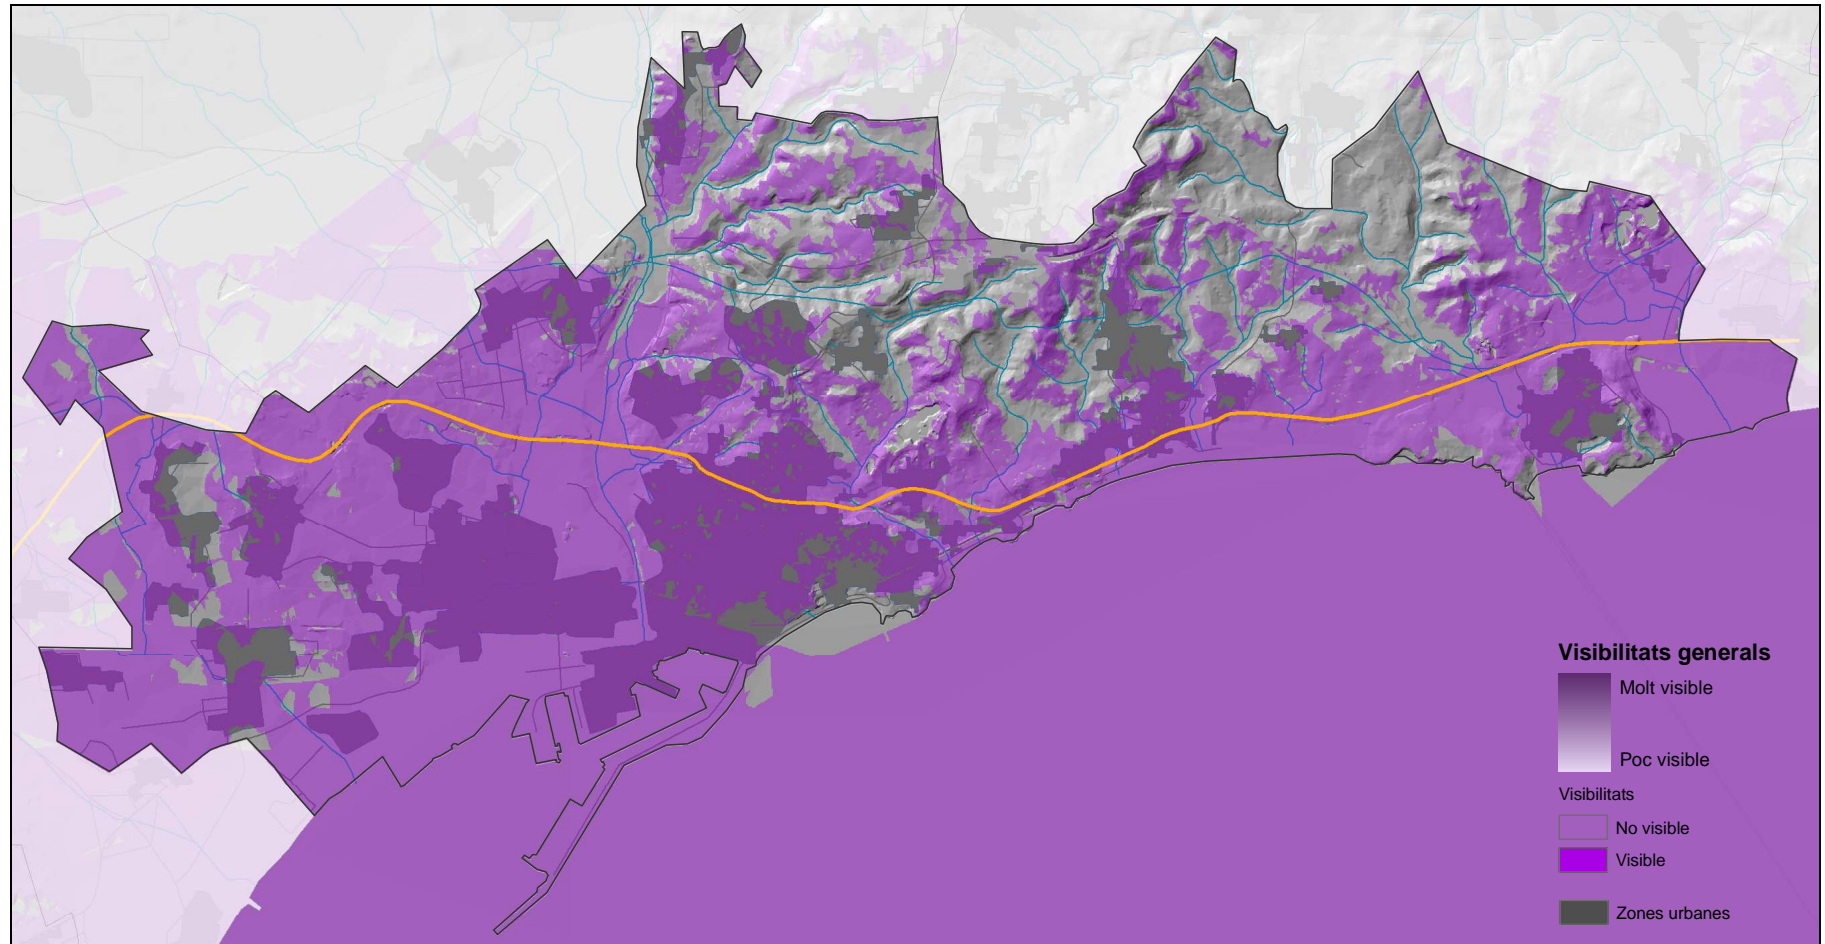 Visibilitats generals
Molt visible
Poc visible
Visibilitats
No visible
Visible
Zones urbanes